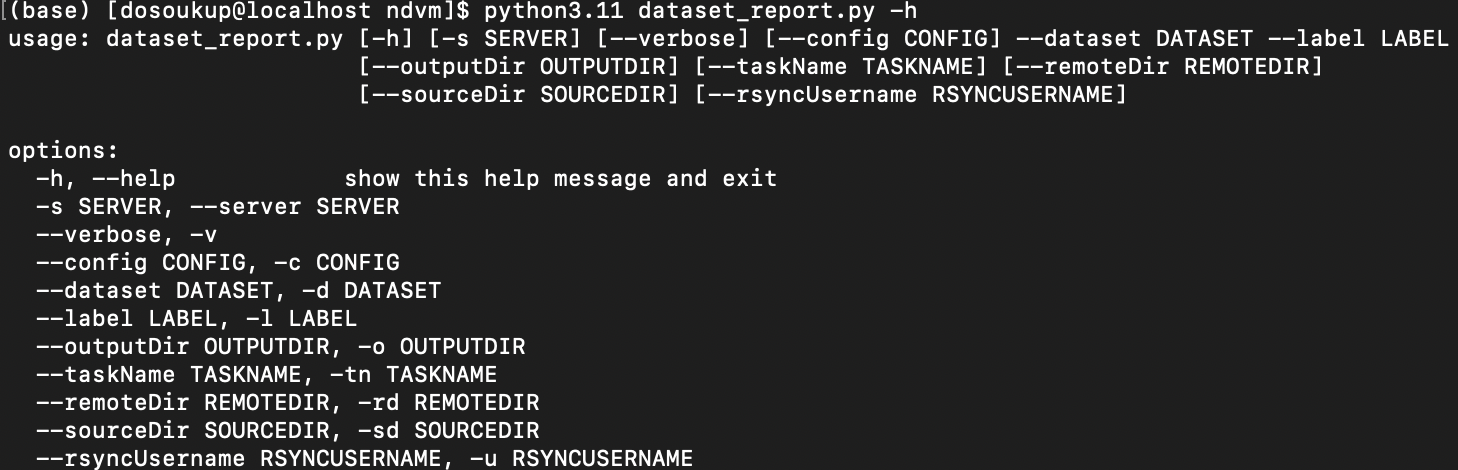 [(base) [dosoukup@localhost ndvm]$ python3.11 dataset_report.py -h
usage: dataset_report.py [-h] [-s SERVER] [--verbose] [--config CONFIG] --dataset DATASET --label LABEL
                         [--outputDir OUTPUTDIR] [--taskName TASKNAME] [--remoteDir REMOTEDIR]
                         [--sourceDir SOURCEDIR] [--rsyncUsername RSYNCUSERNAME]

options:
  -h, --help            show this help message and exit
  -s SERVER, --server SERVER
  --verbose, -v
  --config CONFIG, -c CONFIG
  --dataset DATASET, -d DATASET
  --label LABEL, -l LABEL
  --outputDir OUTPUTDIR, -o OUTPUTDIR
  --taskName TASKNAME, -tn TASKNAME
  --remoteDir REMOTEDIR, -rd REMOTEDIR
  --sourceDir SOURCEDIR, -sd SOURCEDIR
  --rsyncUsername RSYNCUSERNAME, -u RSYNCUSERNAME